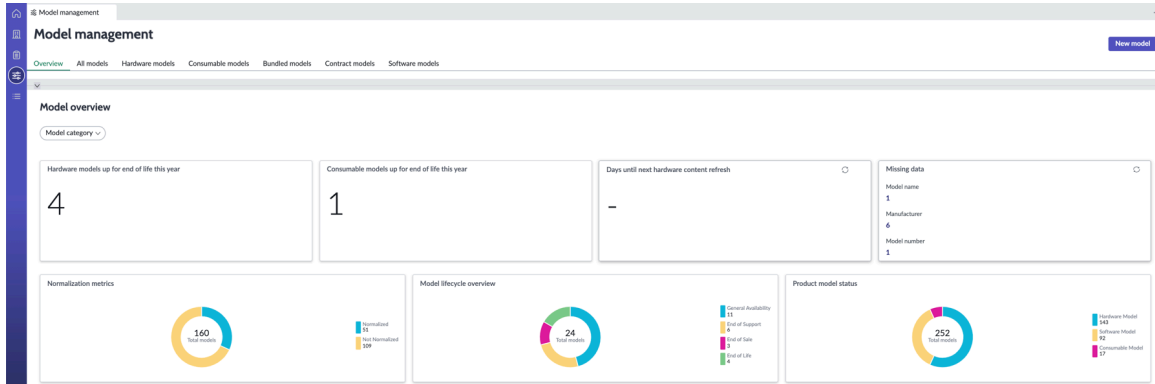 Model management
Model management
New model
Overview All models Hardware models Consumable models Bundled models Contract models Software models
Model overview
Model category
Hardware models up for end of life this year
4
Consumable models up for end of life this year
1
Days until next hardware content refresh
-
Missing data
Model name
1
Manufacturer
6
Model number
1
Normalization metrics
160
Total models
Normalized
51
Not Normalized
109
Model lifecycle overview
24
Total models
General Availability
11
End of Support
6
End of Sale
3
End of Life
4
Product model status
252
Total models
Hardware Model
143
Software Model
92
Consumable Model
17